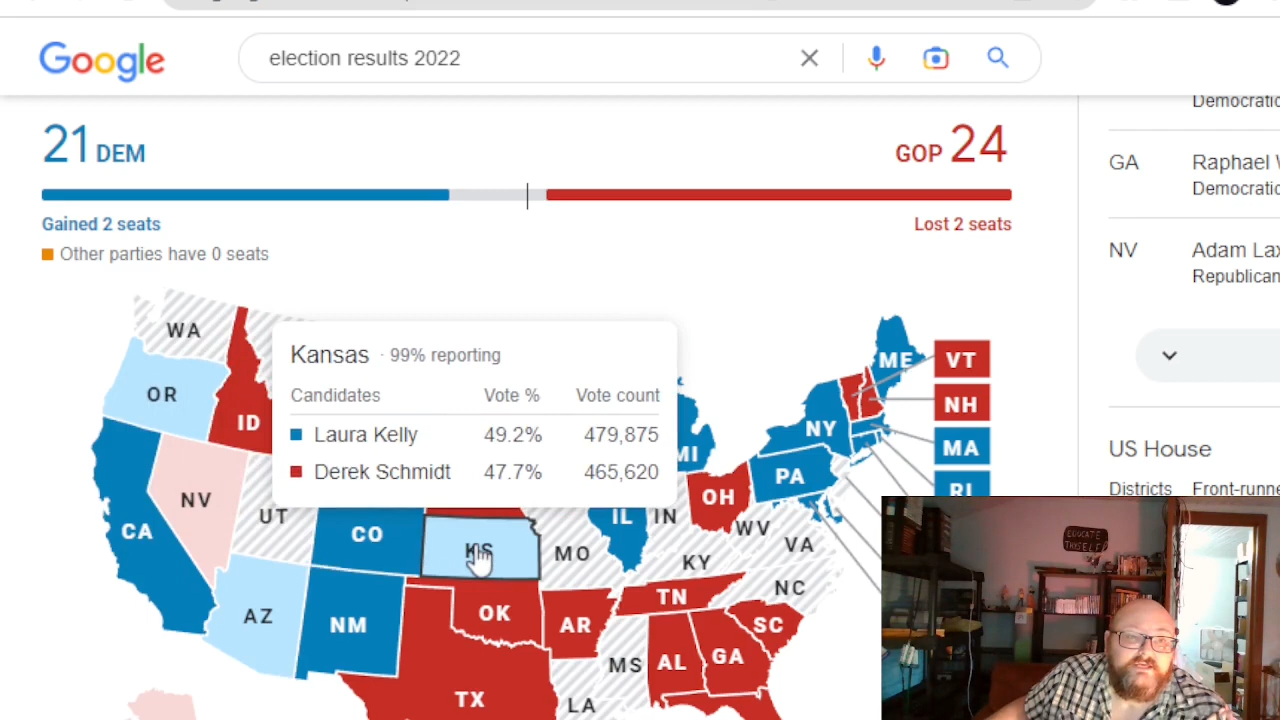 Google
election results 2022
21 DEM
GOP 24
Gained 2 seats
Lost 2 seats
Other parties have 0 seats
Kansas · 99% reporting
Candidates Vote % Vote count
Laura Kelly 49.2% 479,875
Derek Schmidt 47.7% 465,620
WA
OR
ID
NV
UT
CA
CO
KS
AZ
NM
OK
TX
MO
AR
LA
MS
AL
GA
TN
SC
NC
KY
VA
WV
OH
IN
IL
MI
PA
NY
ME
VT
NH
MA
RI
Democratic
GA Raphael W
Democratic
NV Adam Lax
Republican
US House
Districts Front-runne
EDUCATE
THYSELF